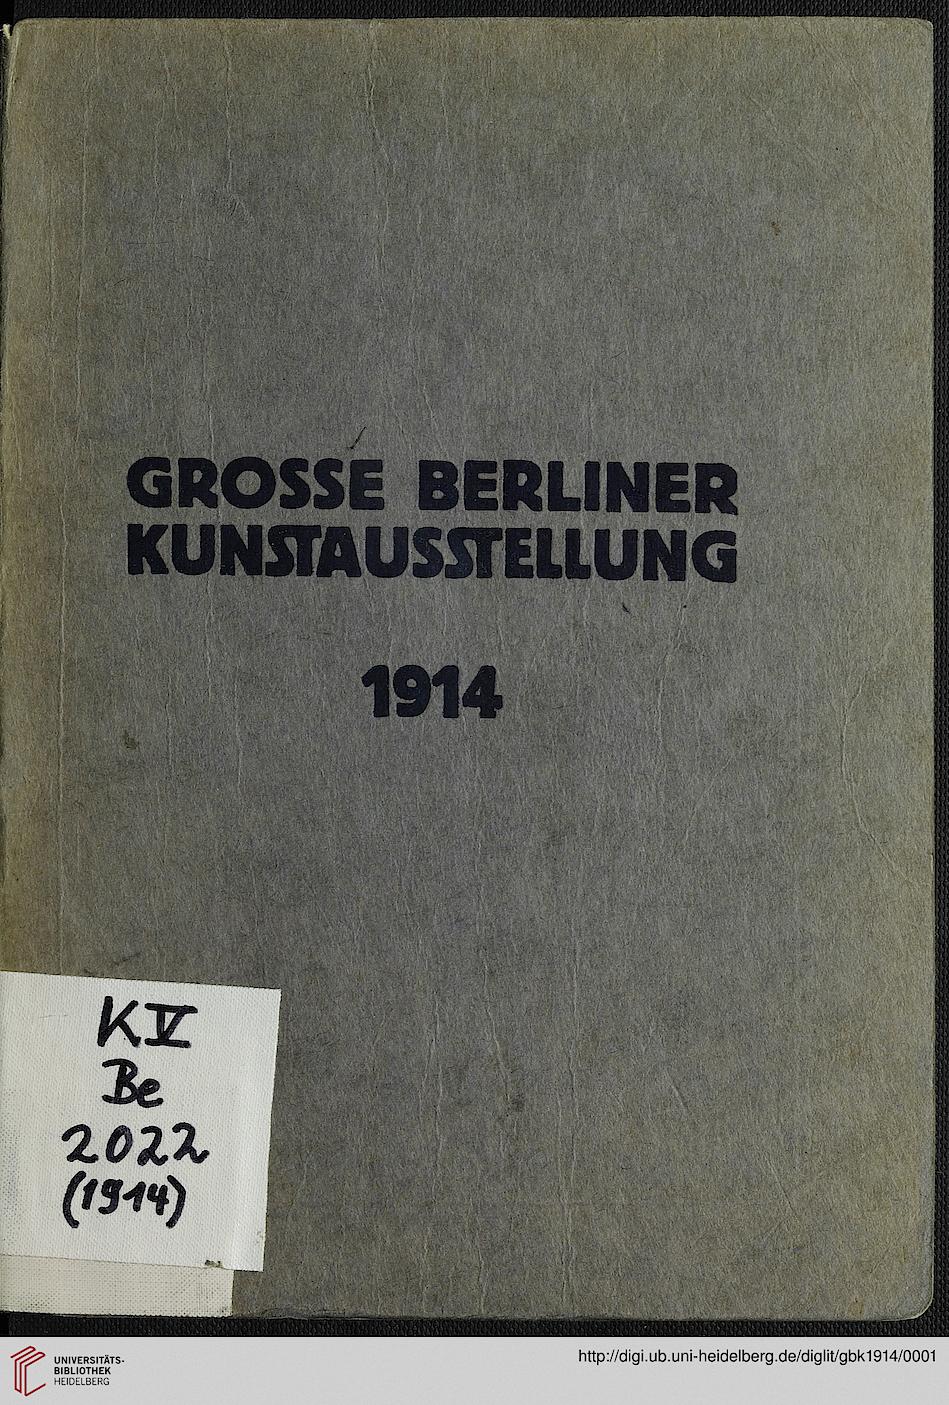 GROSSE BERLINER
KUNSTAUSSTELLUNG
1914
K V
Be
2022
(1914)
UNIVERSITÄTS-
BIBLIOTHEK
HEIDELBERG
http://digi.ub.uni-heidelberg.de/diglit/gbk1914/0001